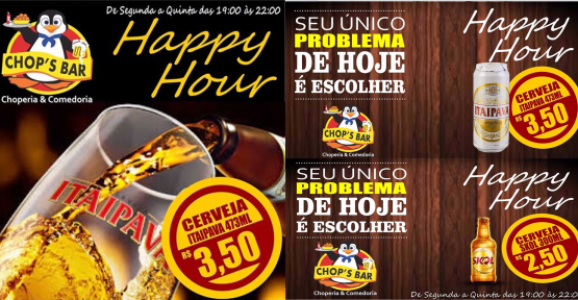 De Segunda a Quinta das 19:00 às 22:00
Happy
Hour
CHOP'S BAR
Choperia & Comedoria
ITAIPAVA
CERVEJA
ITAIPAVA 473ML
R$ 3,50
SEU ÚNICO
PROBLEMA
DE HOJE
É ESCOLHER
CHOP'S BAR
Choperia & Comedoria
Happy
Hour
ITAIPAVA
CERVEJA
ITAIPAVA 473ML
R$ 3,50
SEU ÚNICO
PROBLEMA
DE HOJE
É ESCOLHER
CHOP'S BAR
Choperia & Comedoria
Happy
Hour
SKOL
CERVEJA
SKOL 300ML
R$ 2,50
De Segunda a Quinta das 19:00 às 22:0